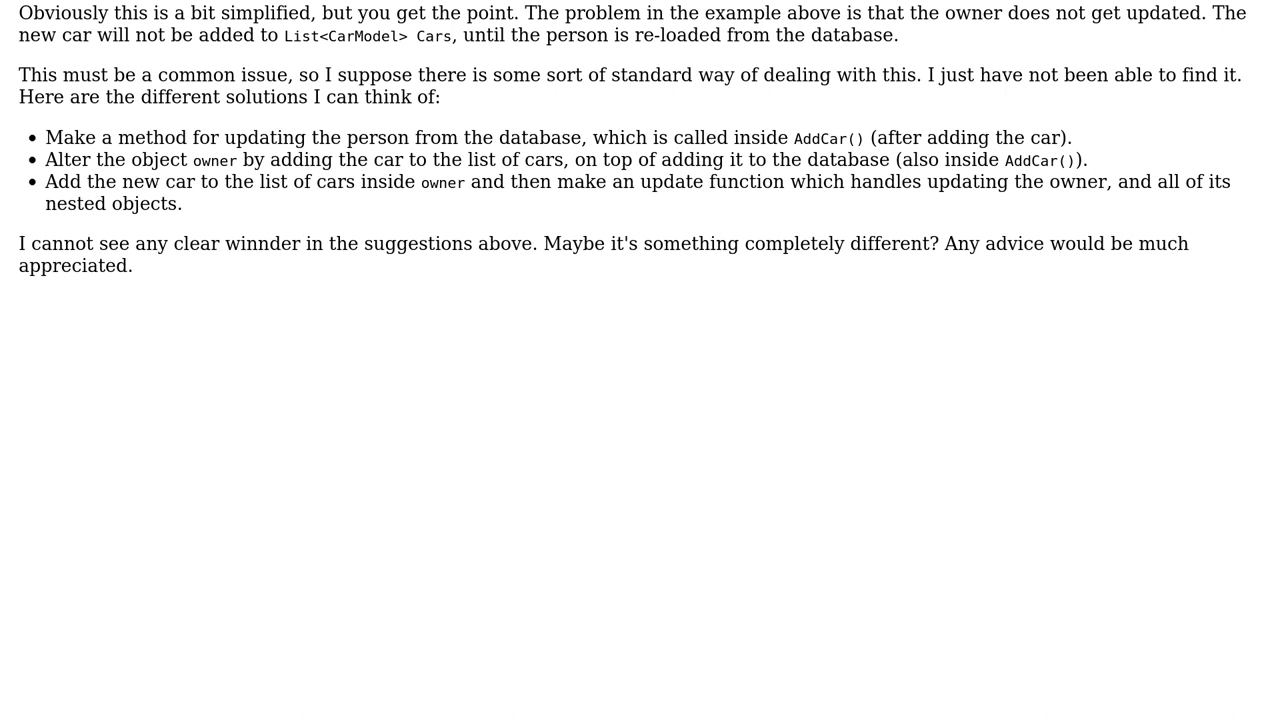 Obviously this is a bit simplified, but you get the point. The problem in the example above is that the owner does not get updated. The
new car will not be added to List<CarModel> Cars, until the person is re-loaded from the database.
This must be a common issue, so I suppose there is some sort of standard way of dealing with this. I just have not been able to find it.
Here are the different solutions I can think of:
• Make a method for updating the person from the database, which is called inside AddCar() (after adding the car).
• Alter the object owner by adding the car to the list of cars, on top of adding it to the database (also inside AddCar()).
• Add the new car to the list of cars inside owner and then make an update function which handles updating the owner, and all of its
nested objects.
I cannot see any clear winnder in the suggestions above. Maybe it's something completely different? Any advice would be much
appreciated.